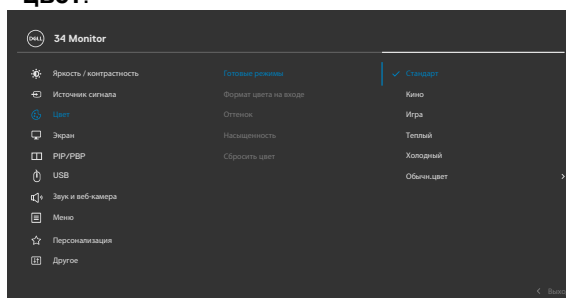 ЦВЕТ.
DELL 34 Monitor
Яркость / контрастность Готовые режимы Стандарт
Источник сигнала Формат цвета на входе Кино
Цвет Оттенок Игра
Экран Насыщенность Теплый
PIP/PBP Сбросить цвет Холодный
USB Обычн.цвет
Звук и веб-камера
Меню
Персонализация
Другое
Выхо